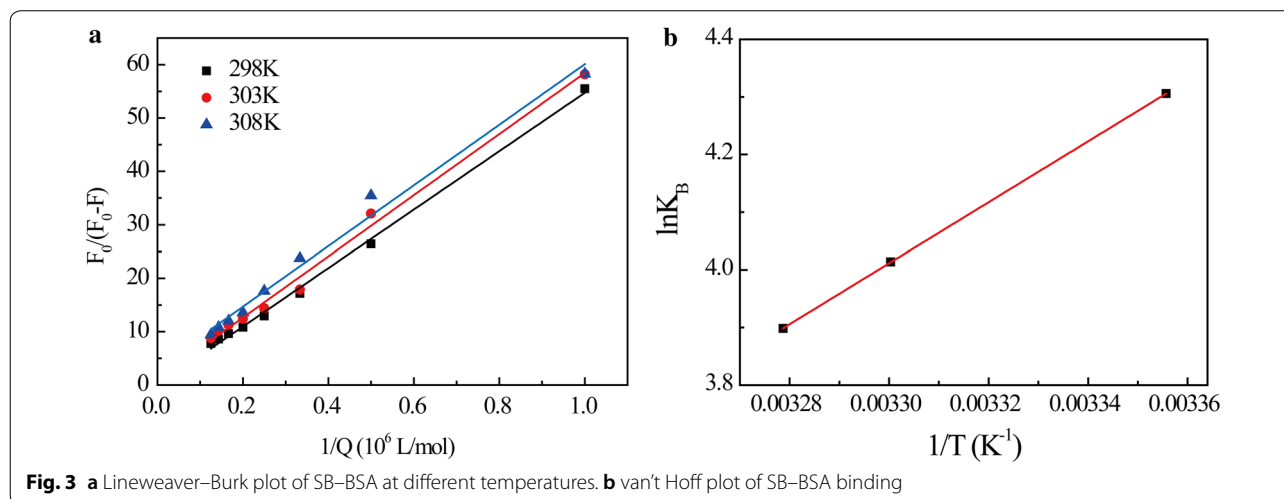 a
60
50
40
30
20
10
0
F₀/(F₀-F)
298K
303K
308K
0.0 0.2 0.4 0.6 0.8 1.0
1/Q (10⁶ L/mol)
b
4.4
4.2
4.0
3.8
lnK_B
0.00328 0.00330 0.00332 0.00334 0.00336
1/T (K⁻¹)
Fig. 3 a Lineweaver–Burk plot of SB–BSA at different temperatures. b van’t Hoff plot of SB–BSA binding